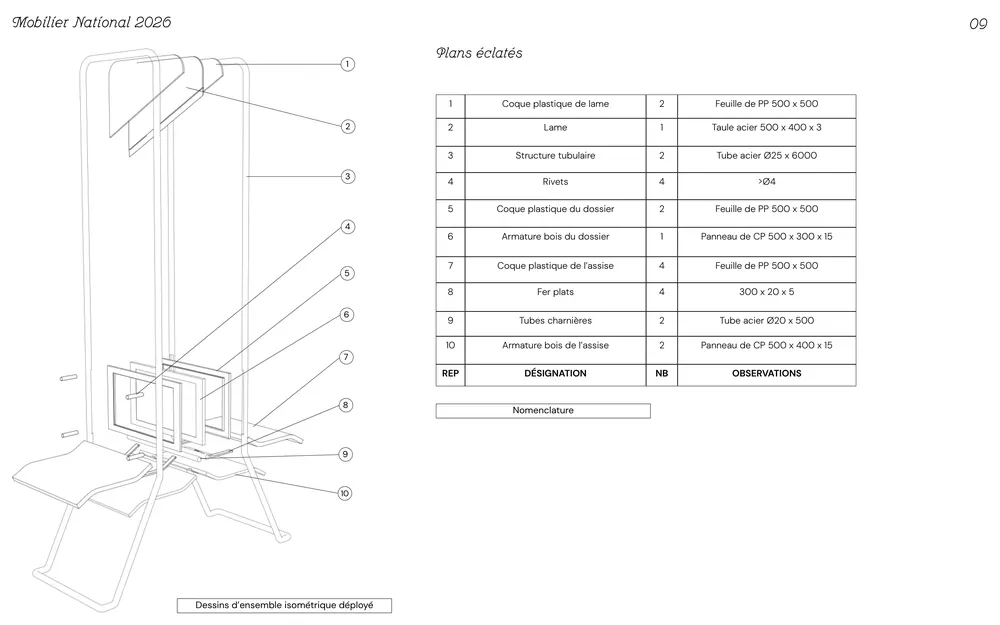 Mobilier National 2026
09
Plans éclatés
1 Coque plastique de lame 2 Feuille de PP 500 x 500
2 Lame 1 Taule acier 500 x 400 x 3
3 Structure tubulaire 2 Tube acier Ø25 x 6000
4 Rivets 4 >Ø4
5 Coque plastique du dossier 2 Feuille de PP 500 x 500
6 Armature bois du dossier 1 Panneau de CP 500 x 300 x 15
7 Coque plastique de l'assise 4 Feuille de PP 500 x 500
8 Fer plats 4 300 x 20 x 5
9 Tubes charnières 2 Tube acier Ø20 x 500
10 Armature bois de l'assise 2 Panneau de CP 500 x 400 x 15
REP DÉSIGNATION NB OBSERVATIONS
Nomenclature
1
2
3
4
5
6
7
8
9
10
Dessins d'ensemble isométrique déployé